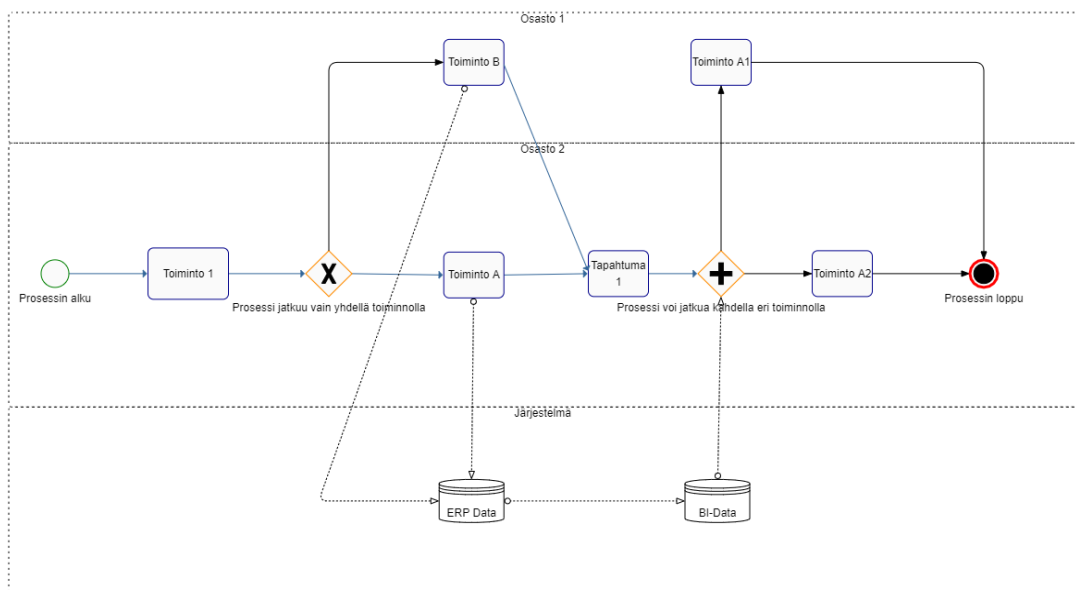 Osasto 1
Toiminto B
Toiminto A1
Osasto 2
Prosessin alku
Toiminto 1
X
Prosessi jatkuu vain yhdellä toiminnolla
Toiminto A
Tapahtuma
1
Prosessi voi jatkua kahdella eri toiminnolla
Toiminto A2
Prosessin loppu
Järjestelmä
ERP Data
BI-Data